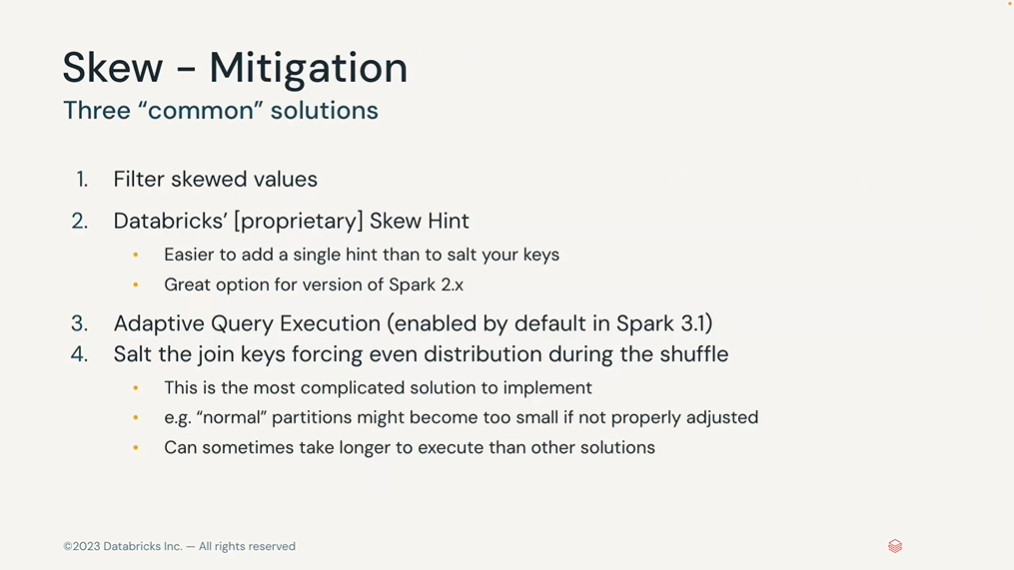 Skew - Mitigation
Three “common” solutions
1. Filter skewed values
2. Databricks’ [proprietary] Skew Hint
• Easier to add a single hint than to salt your keys
• Great option for version of Spark 2.x
3. Adaptive Query Execution (enabled by default in Spark 3.1)
4. Salt the join keys forcing even distribution during the shuffle
• This is the most complicated solution to implement
• e.g. “normal” partitions might become too small if not properly adjusted
• Can sometimes take longer to execute than other solutions
©2023 Databricks Inc. — All rights reserved